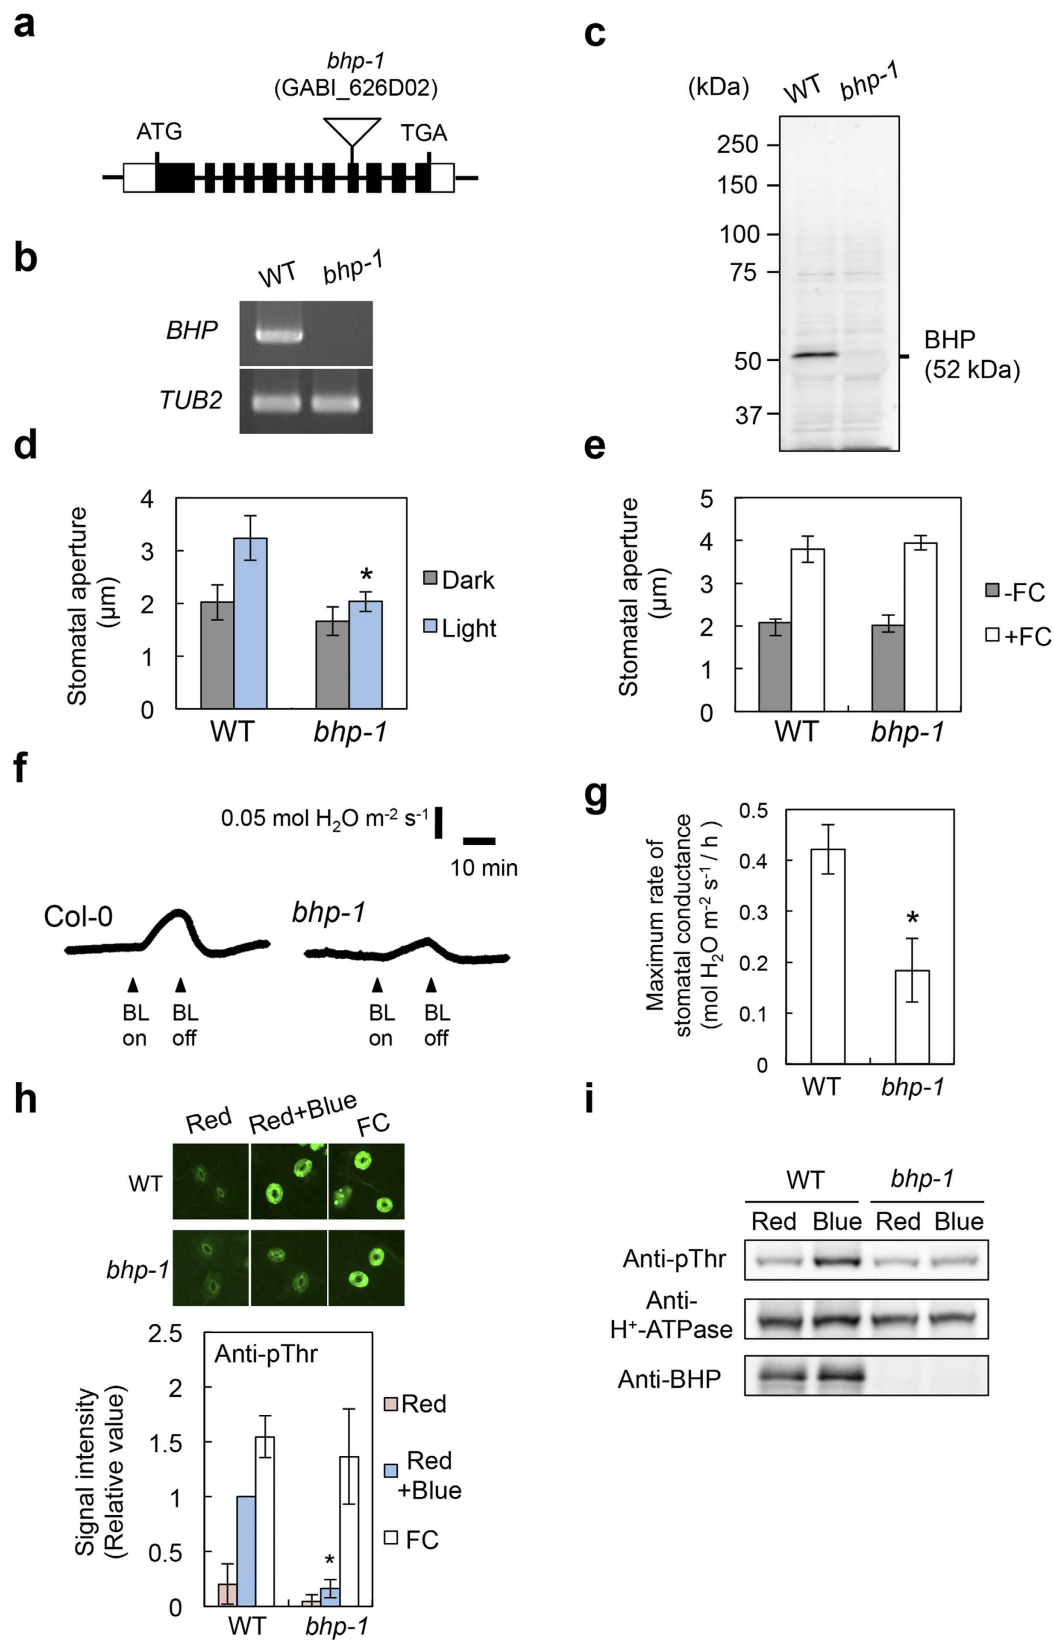 a
bhp-1
(GABI_626D02)
ATG
TGA
b
WT bhp-1
BHP
TUB2
c
(kDa) WT bhp-1
250
150
100
75
50
37
BHP
(52 kDa)
d
Stomatal aperture
(µm)
4
3
2
1
0
*
WT bhp-1
Dark
Light
e
Stomatal aperture
(µm)
5
4
3
2
1
0
WT bhp-1
-FC
+FC
f
0.05 mol H₂O m⁻² s⁻¹
10 min
Col-0
bhp-1
BL
on
BL
off
BL
on
BL
off
g
Maximum rate of
stomatal conductance
(mol H₂O m⁻² s⁻¹ / h )
0.5
0.4
0.3
0.2
0.1
0
*
WT bhp-1
h
Red Red+Blue FC
WT
bhp-1
Signal intensity
(Relative value)
2.5
2
1.5
1
0.5
0
Anti-pThr
*
WT bhp-1
Red
Red
+Blue
FC
i
WT bhp-1
Red Blue Red Blue
Anti-pThr
Anti-
H⁺-ATPase
Anti-BHP